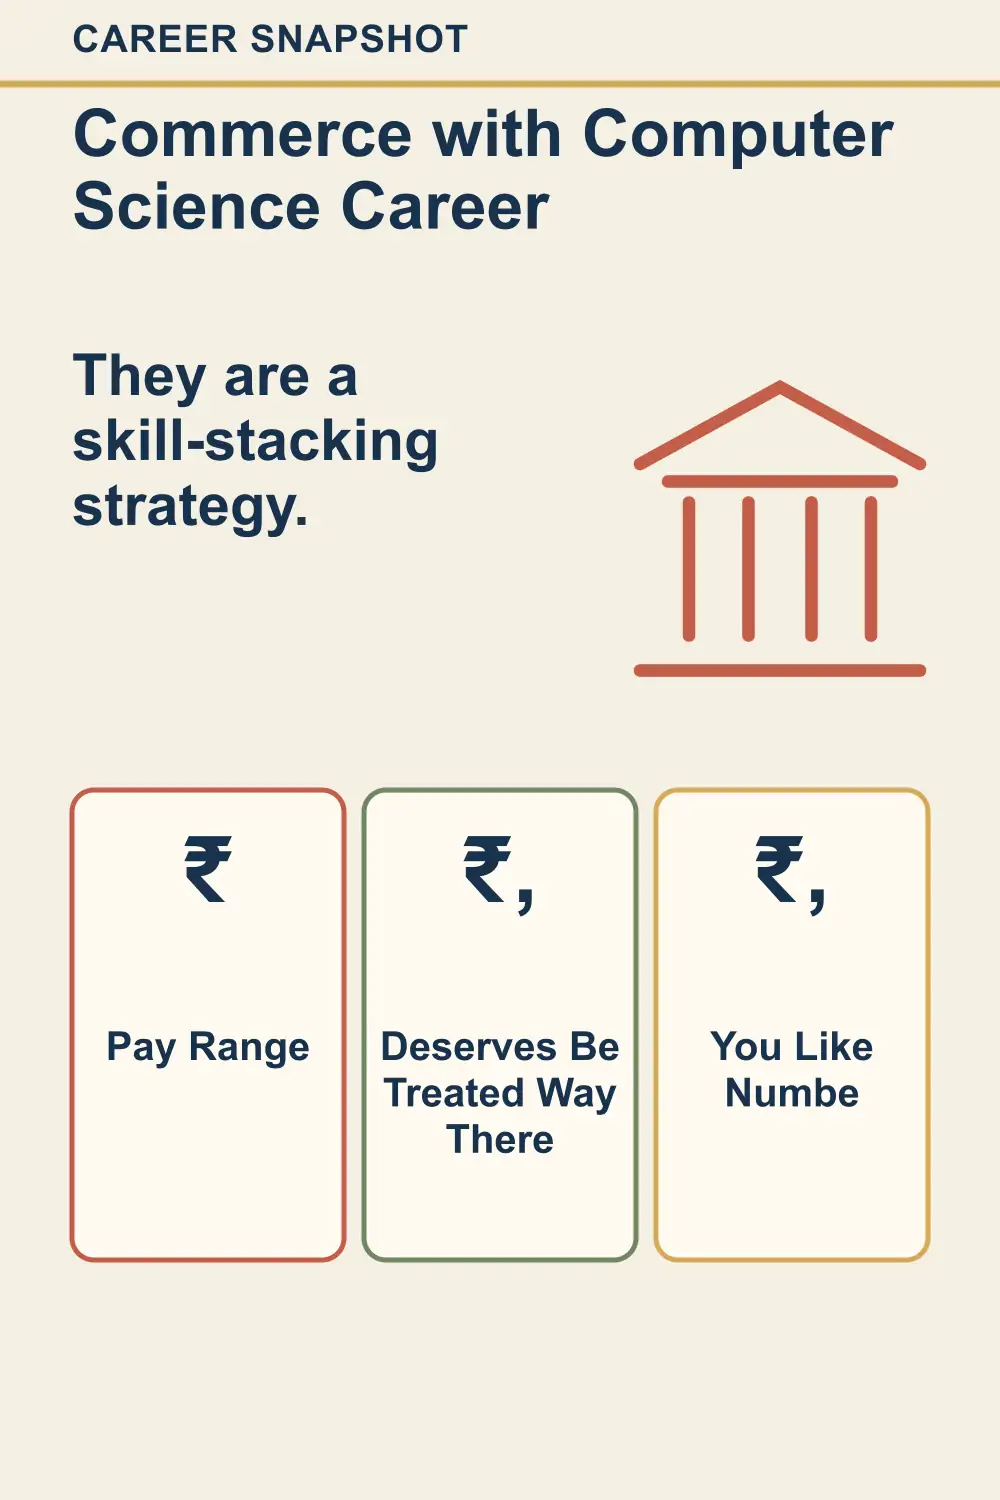 CAREER SNAPSHOT
Commerce with Computer
Science Career
They are a
skill-stacking
strategy.
₹
Pay Range
₹,
Deserves Be
Treated Way
There
₹,
You Like
Numbe